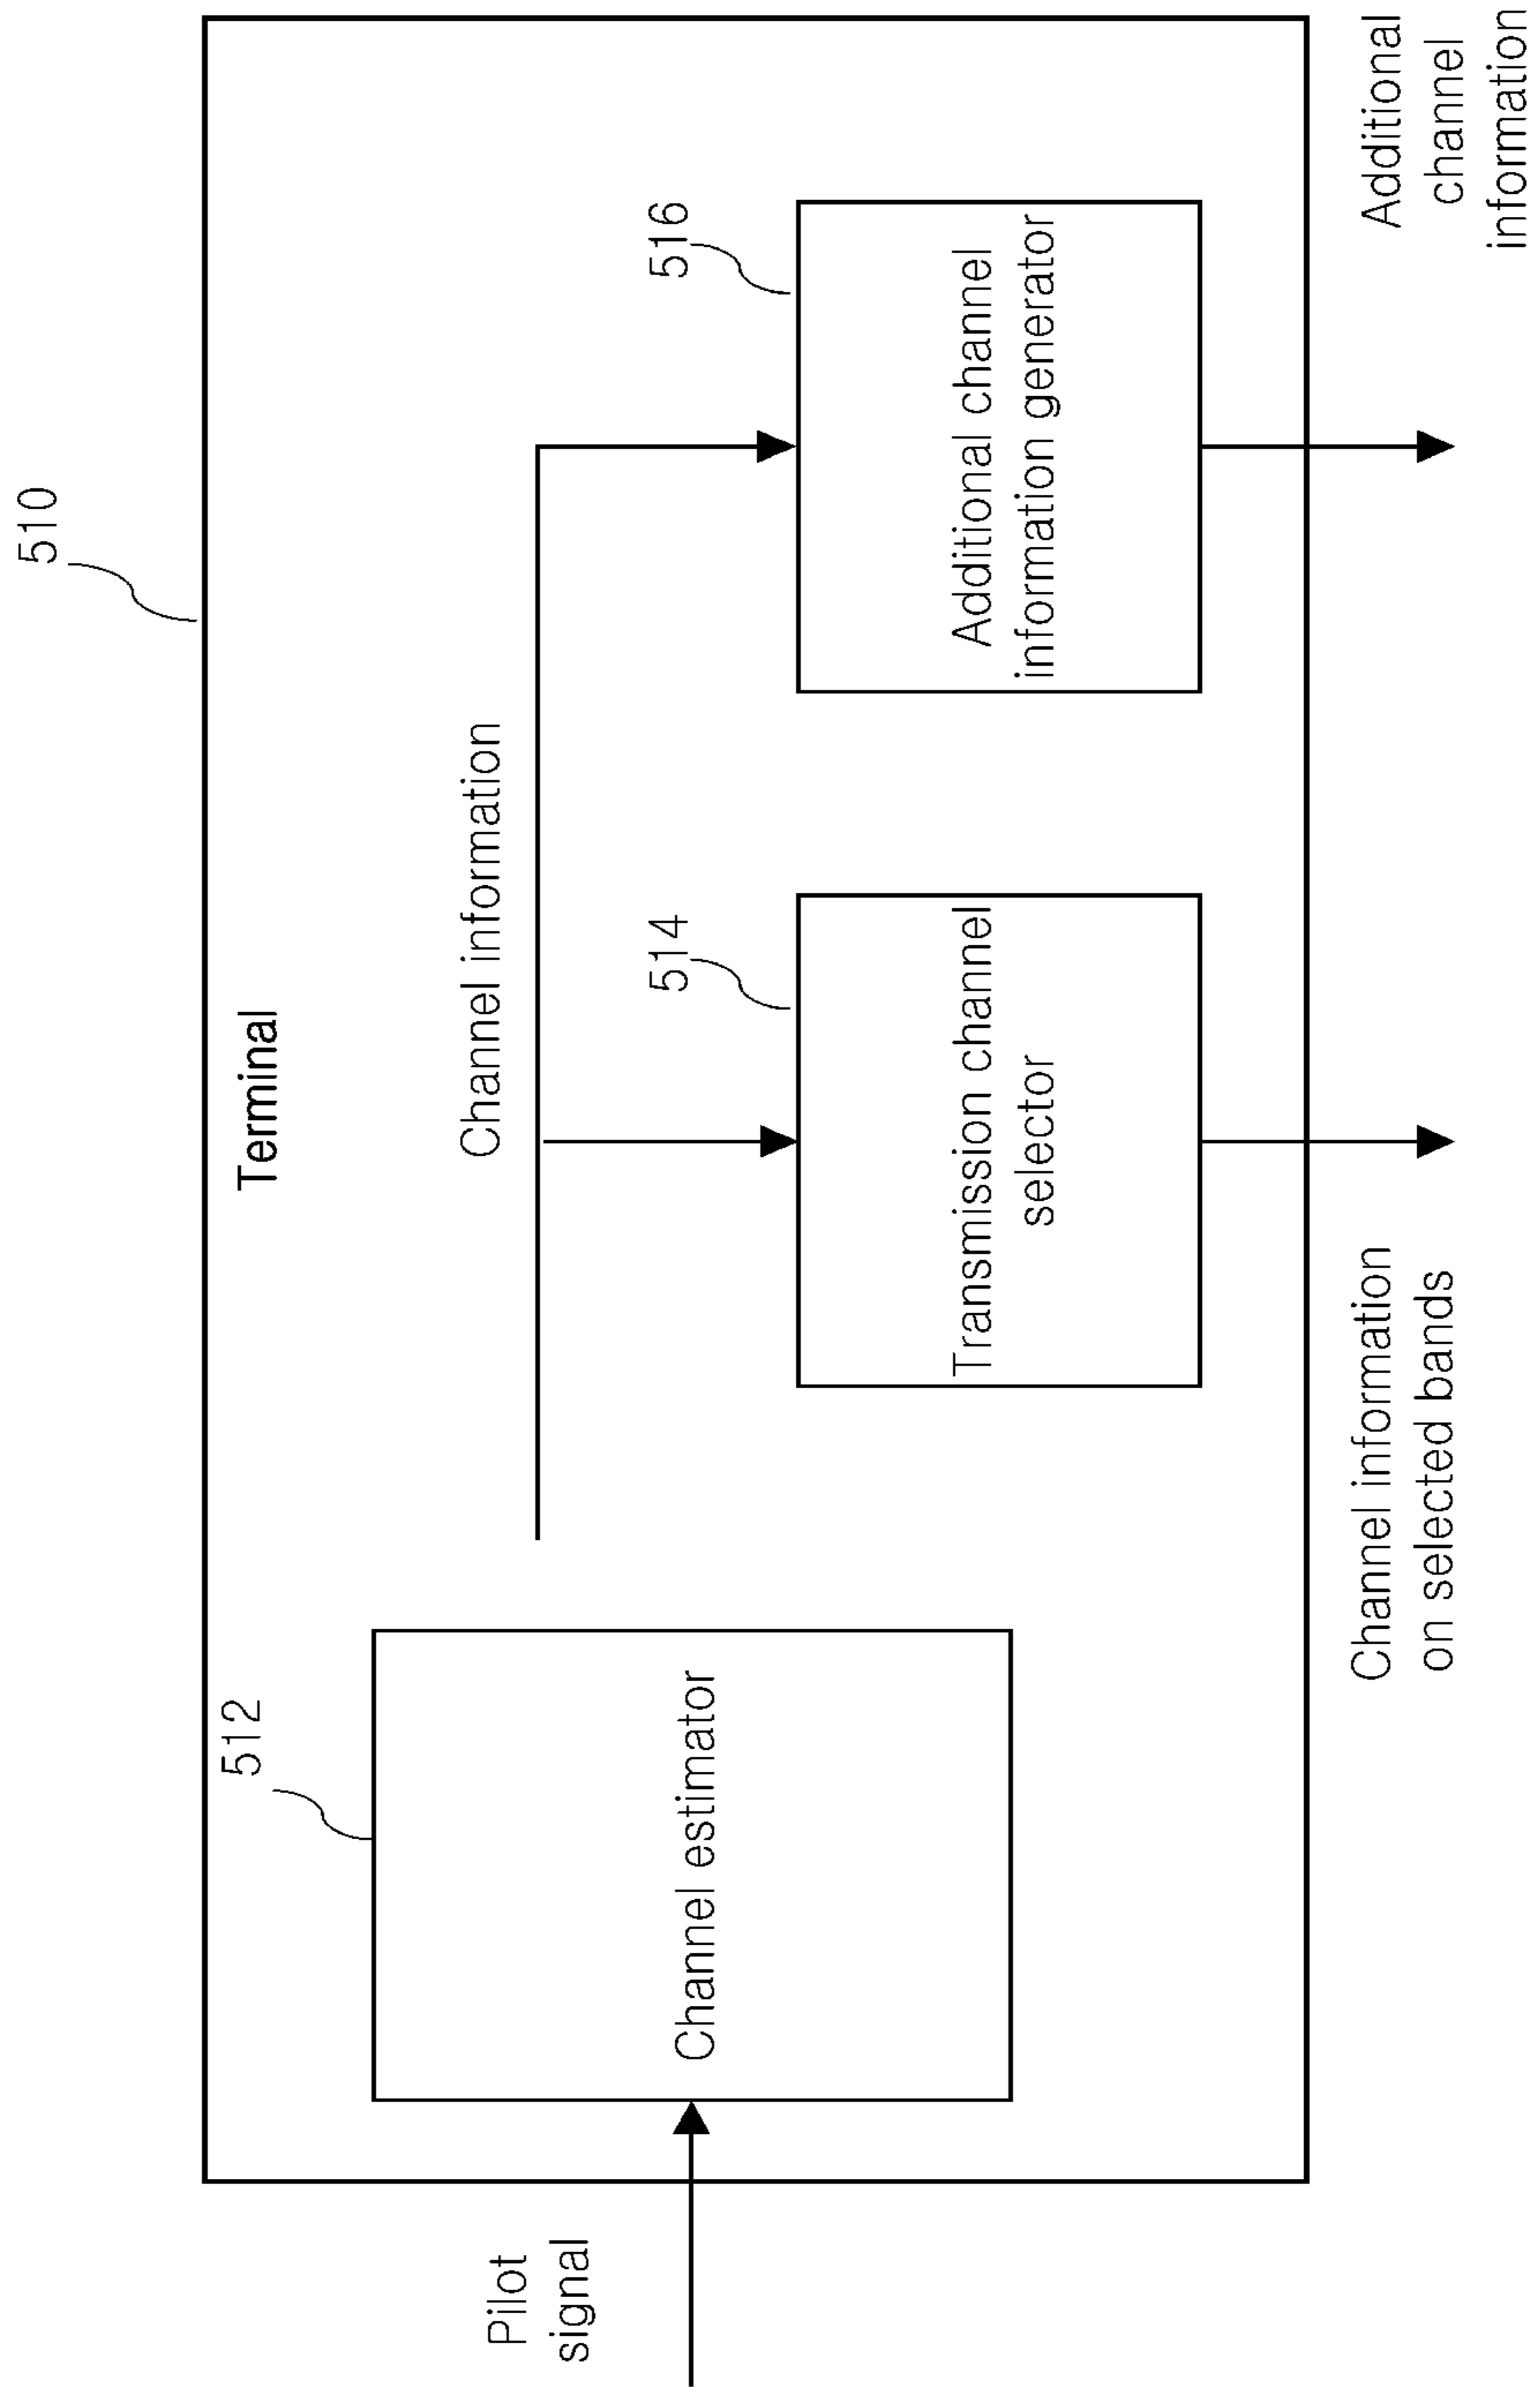 510
Terminal
512
Channel information
Pilot
signal
Channel estimator
514
516
Transmission channel
selector
Additional channel
information generator
Channel information
on selected bands
Additional
channel
information